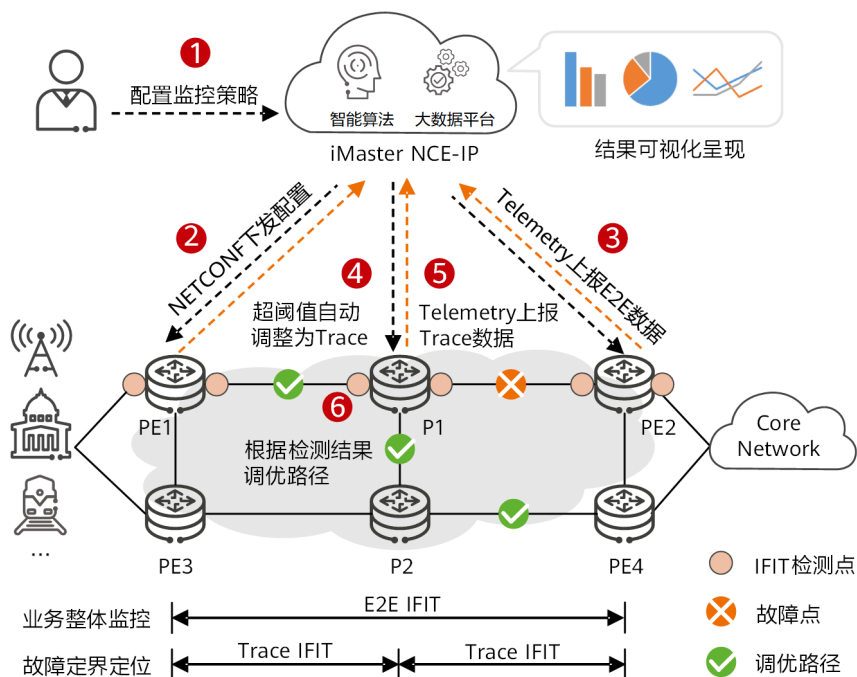 1
配置监控策略
智能算法
大数据平台
iMaster NCE-IP
结果可视化呈现
2
NETCONF下发配置
3
Telemetry上报E2E数据
4
超阈值自动
调整为Trace
5
Telemetry上报
Trace数据
PE1
6
P1
PE2
根据检测结果
调优路径
Core
Network
...
PE3
P2
PE4
IFIT检测点
故障点
调优路径
业务整体监控
E2E IFIT
故障定界定位
Trace IFIT
Trace IFIT